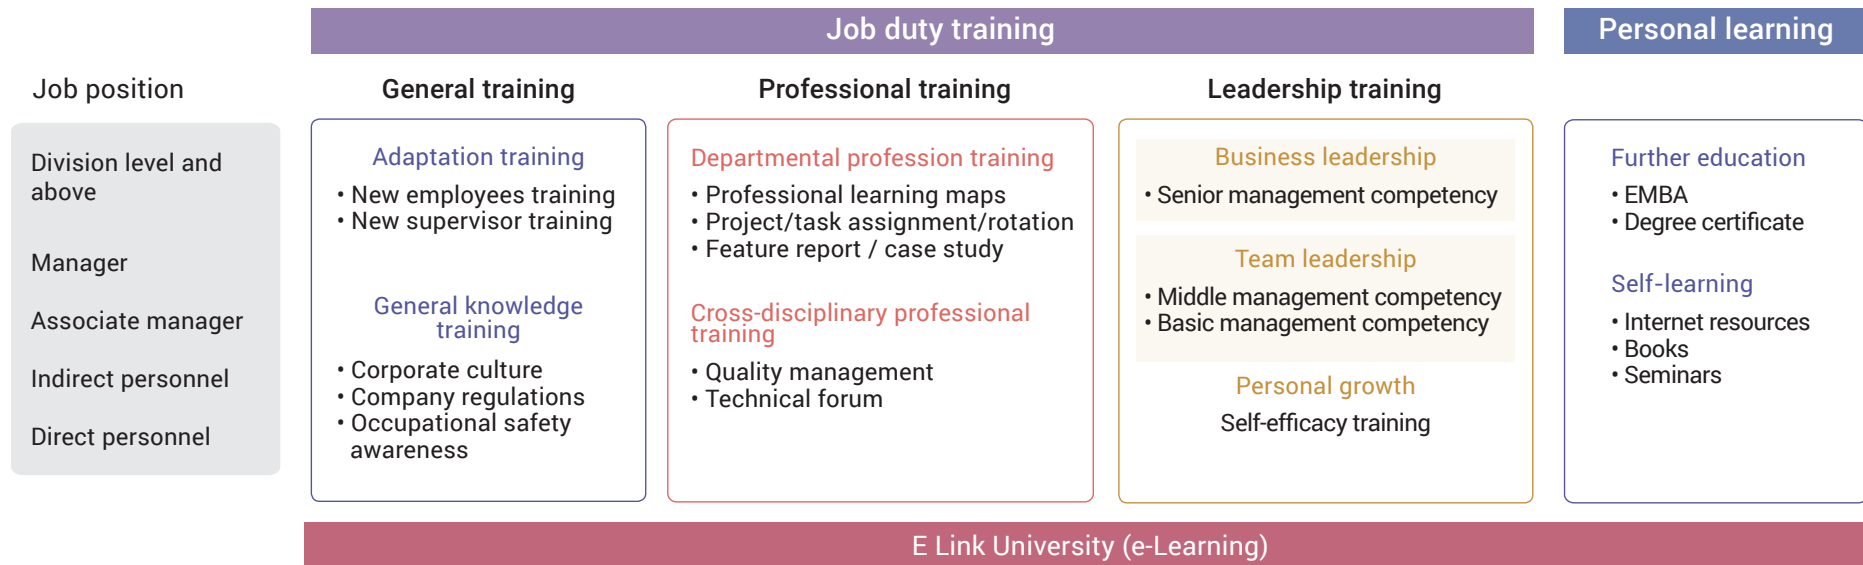 Job duty training
Personal learning
Job position
General training
Professional training
Leadership training
Division level and
above
Manager
Associate manager
Indirect personnel
Direct personnel
Adaptation training
• New employees training
• New supervisor training
General knowledge
training
• Corporate culture
• Company regulations
• Occupational safety
awareness
Departmental profession training
• Professional learning maps
• Project/task assignment/rotation
• Feature report / case study
Cross-disciplinary professional
training
• Quality management
• Technical forum
Business leadership
• Senior management competency
Team leadership
• Middle management competency
• Basic management competency
Personal growth
Self-efficacy training
Further education
• EMBA
• Degree certificate
Self-learning
• Internet resources
• Books
• Seminars
E Link University (e-Learning)